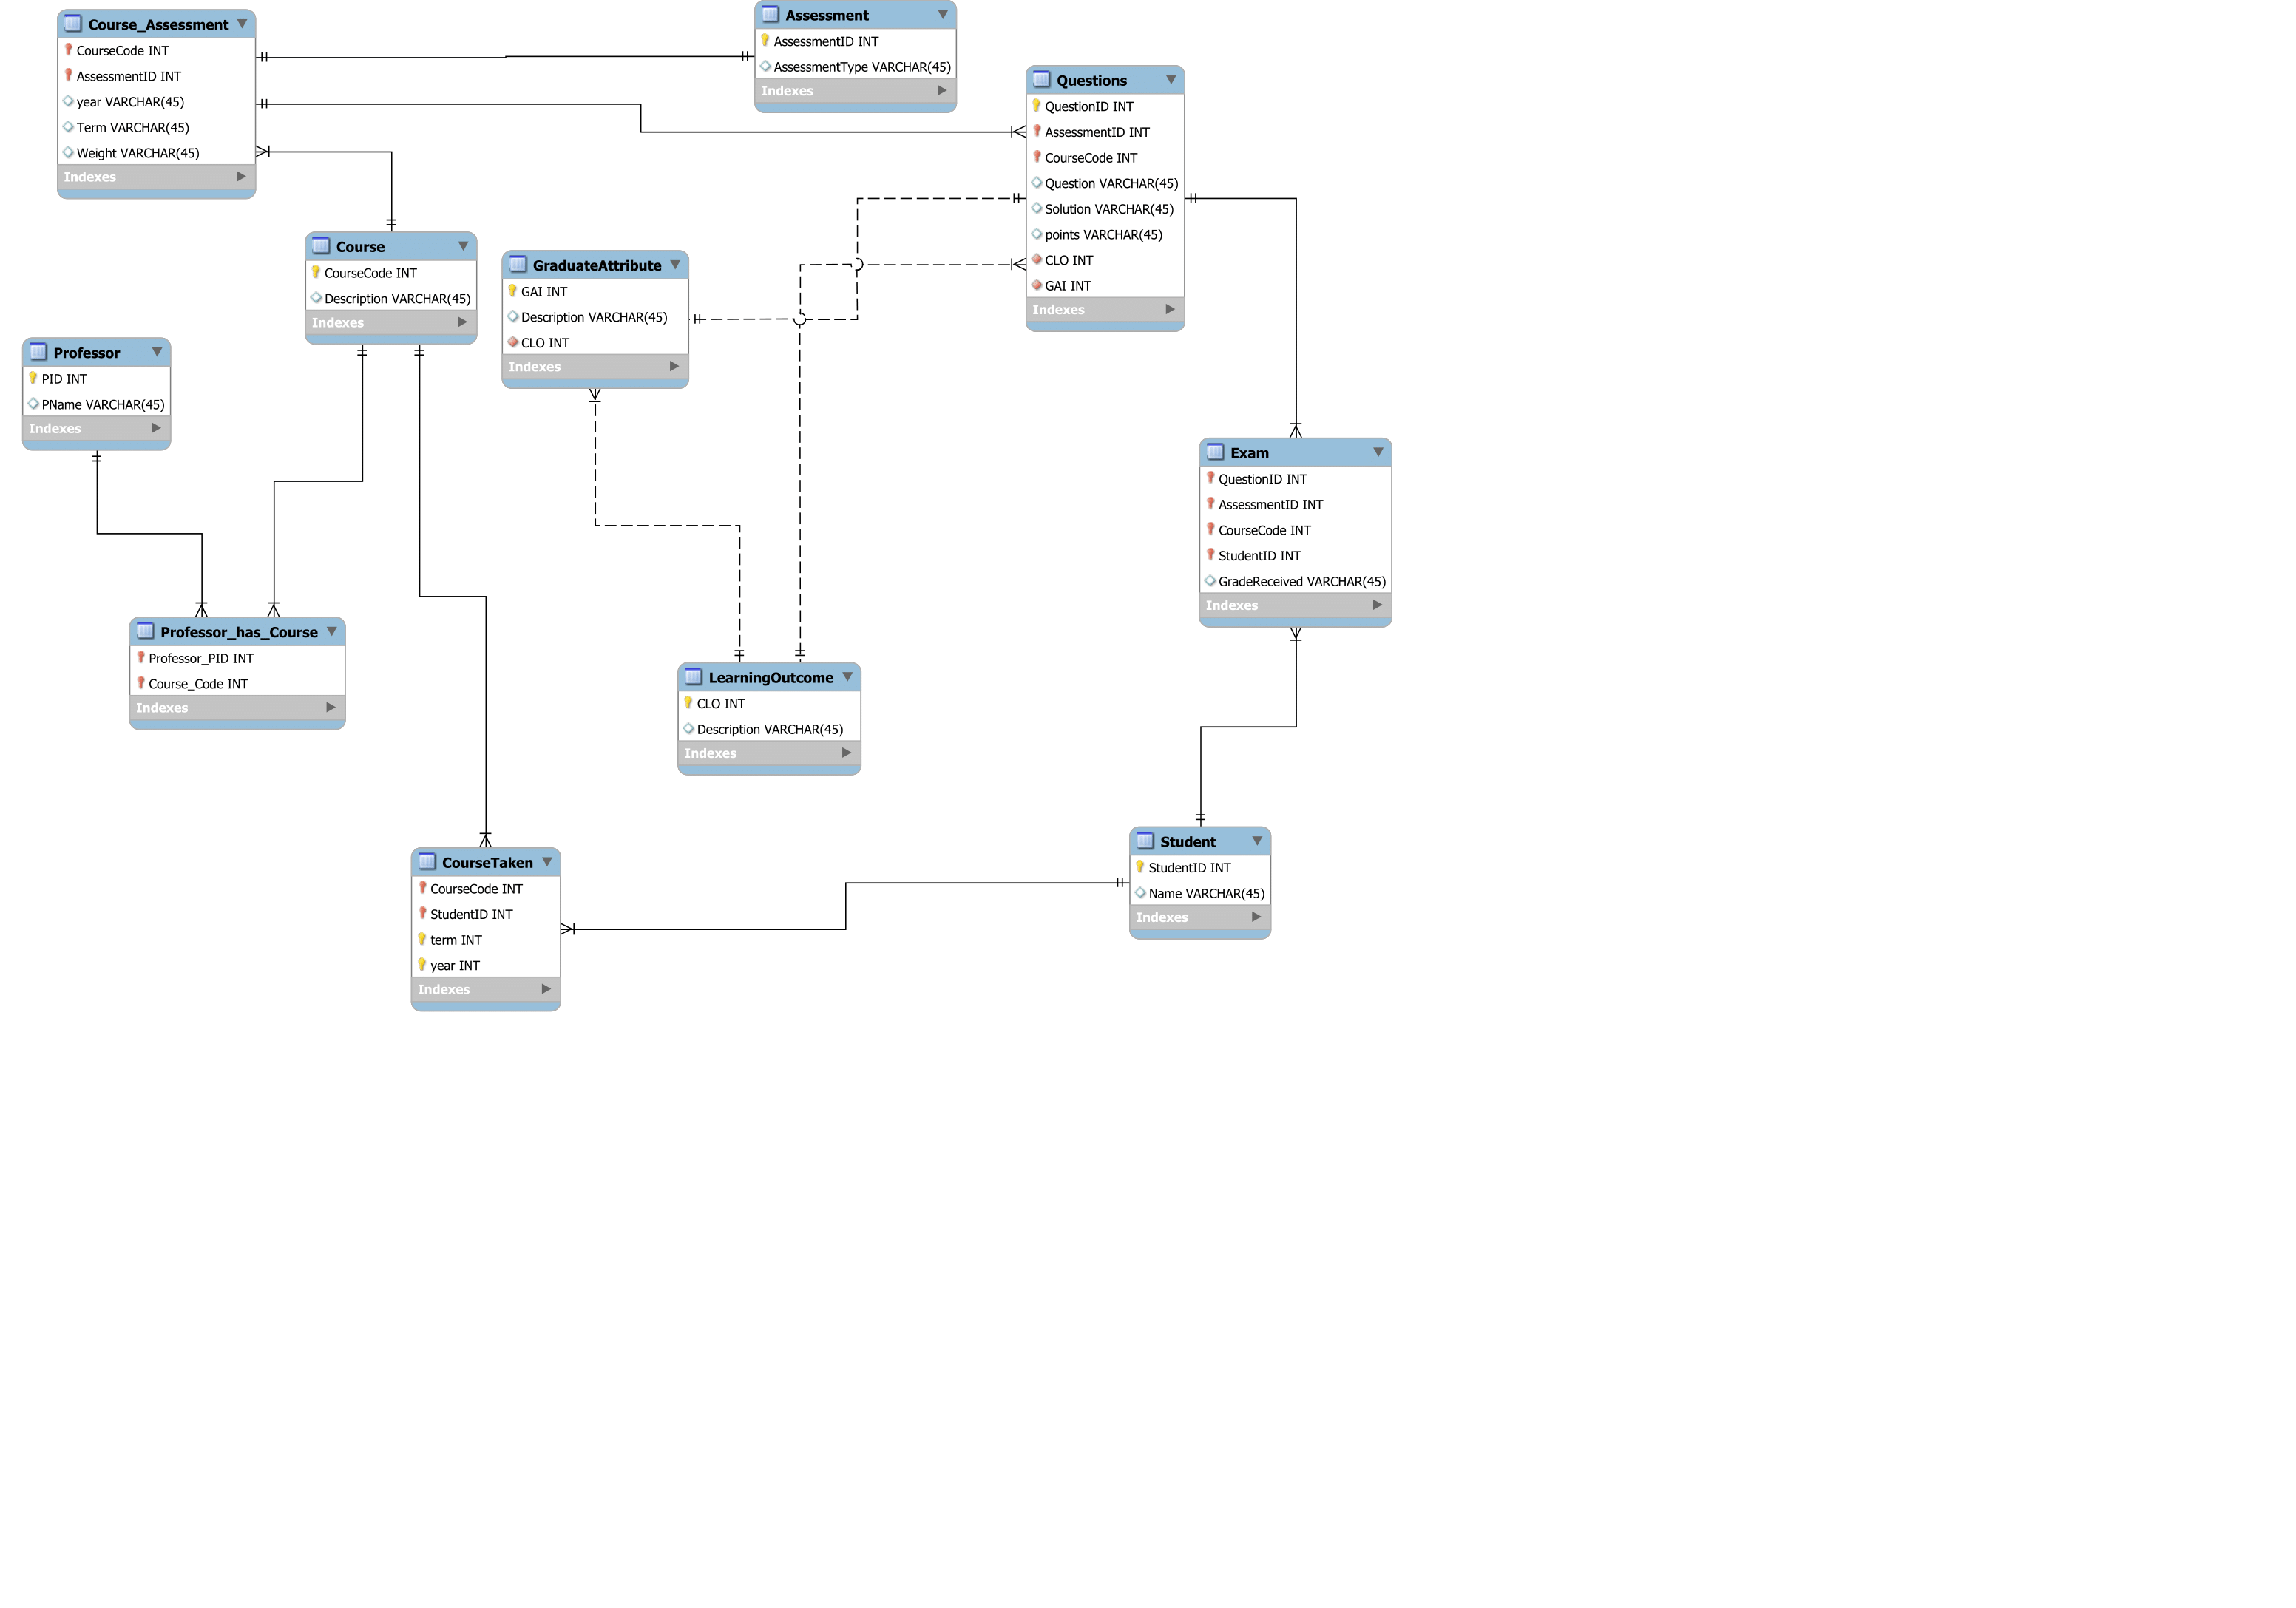 Course_Assessment
CourseCode INT
AssessmentID INT
year VARCHAR(45)
Term VARCHAR(45)
Weight VARCHAR(45)
Indexes
Assessment
AssessmentID INT
AssessmentType VARCHAR(45)
Indexes
Questions
QuestionID INT
AssessmentID INT
CourseCode INT
Question VARCHAR(45)
Solution VARCHAR(45)
points VARCHAR(45)
CLO INT
GAI INT
Indexes
Course
CourseCode INT
Description VARCHAR(45)
Indexes
GraduateAttribute
GAI INT
Description VARCHAR(45)
CLO INT
Indexes
Professor
PID INT
PName VARCHAR(45)
Indexes
Exam
QuestionID INT
AssessmentID INT
CourseCode INT
StudentID INT
GradeReceived VARCHAR(45)
Indexes
Professor_has_Course
Professor_PID INT
Course_Code INT
Indexes
LearningOutcome
CLO INT
Description VARCHAR(45)
Indexes
Student
StudentID INT
Name VARCHAR(45)
Indexes
CourseTaken
CourseCode INT
StudentID INT
term INT
year INT
Indexes